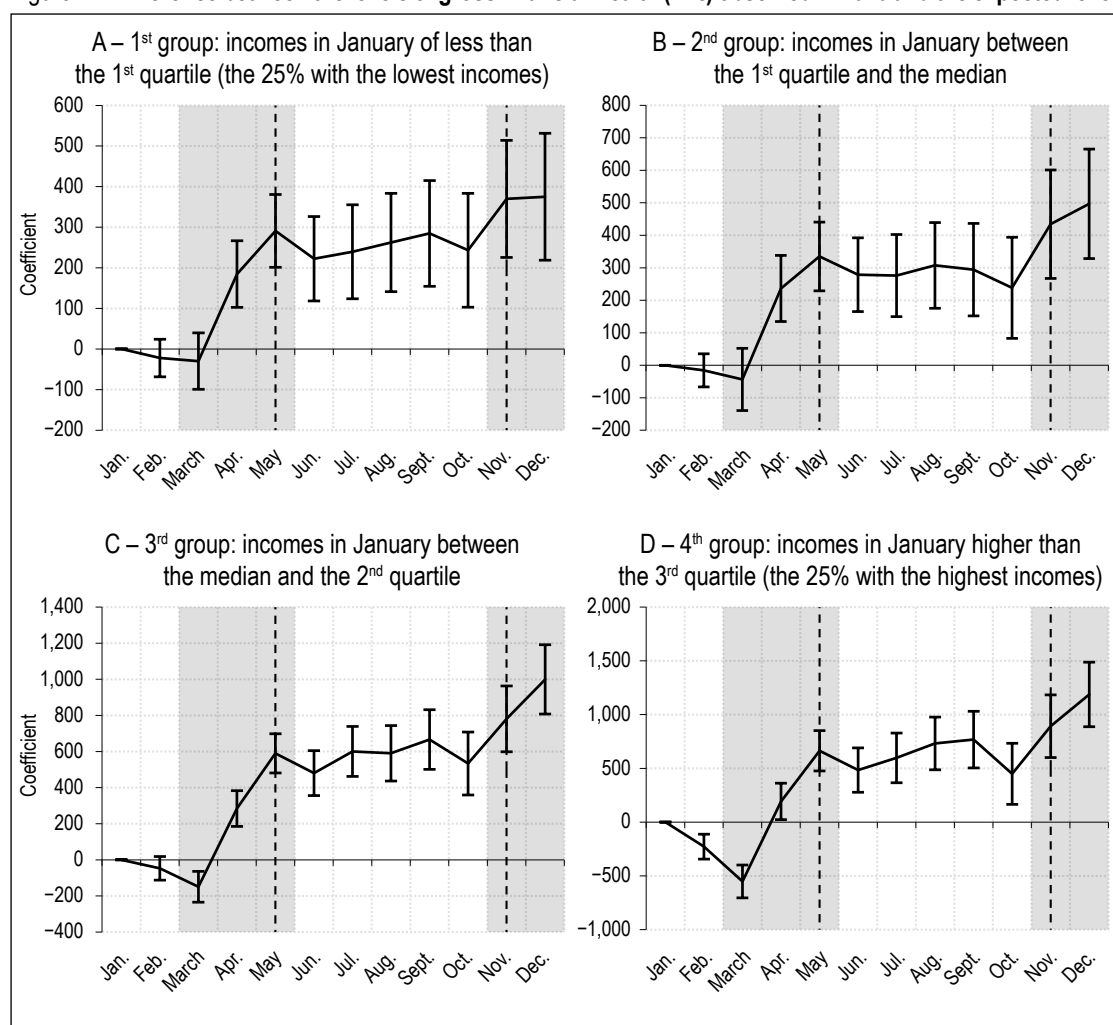 A – 1st group: incomes in January of less than
the 1st quartile (the 25% with the lowest incomes)
600
500
400
300
200
100
0
−100
−200
Coefficient
Jan. Feb. March Apr. May Jun. Jul. Aug. Sept. Oct. Nov. Dec.
B – 2nd group: incomes in January between
the 1st quartile and the median
800
700
600
500
400
300
200
100
0
−100
−200
Jan. Feb. March Apr. May Jun. Jul. Aug. Sept. Oct. Nov. Dec.
C – 3rd group: incomes in January between
the median and the 2nd quartile
1,400
1,200
1,000
800
600
400
200
0
−200
−400
Coefficient
Jan. Feb. March Apr. May Jun. Jul. Aug. Sept. Oct. Nov. Dec.
D – 4th group: incomes in January higher than
the 3rd quartile (the 25% with the highest incomes)
2,000
1,500
1,000
500
0
−500
−1,000
Jan. Feb. March Apr. May Jun. Jul. Aug. Sept. Oct. Nov. Dec.